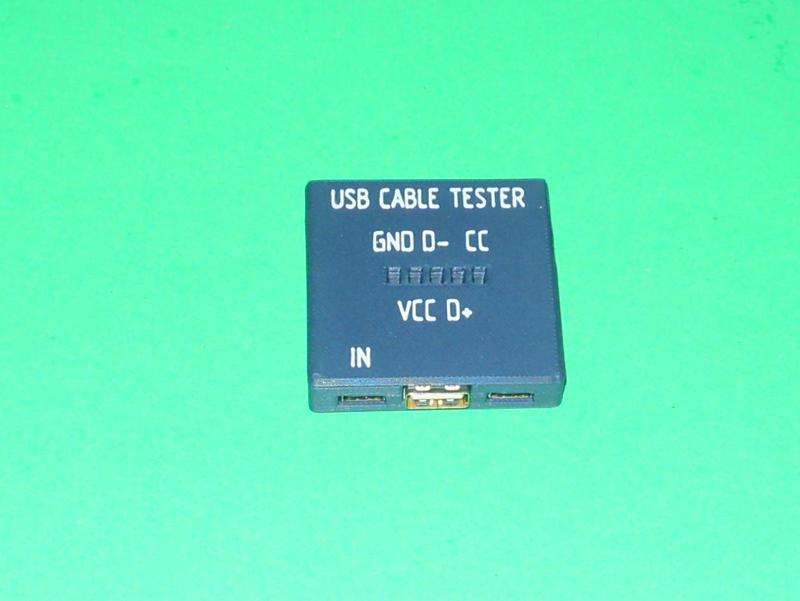 USB CABLE TESTER
GND D- CC
VCC D+
IN